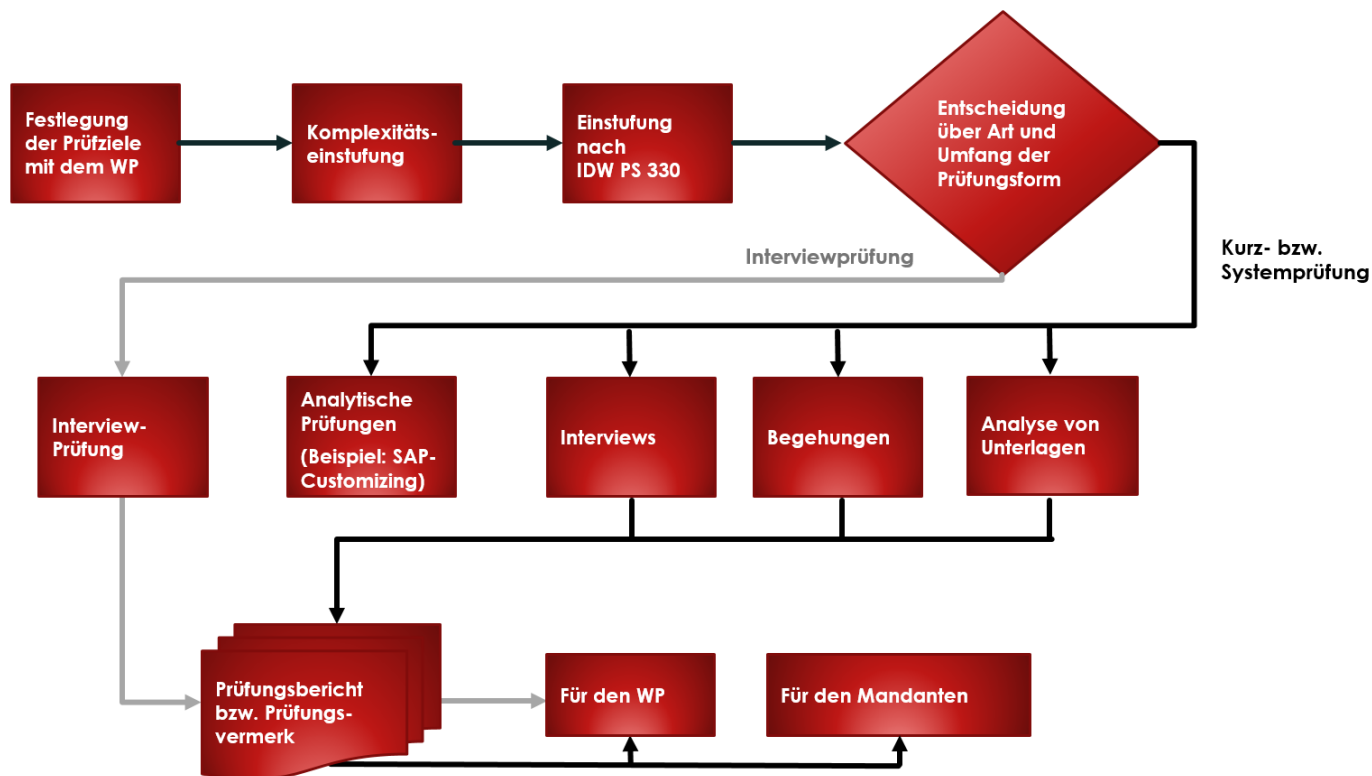 Festlegung
der Prüfziele
mit dem WP
Komplexitäts-
einstufung
Einstufung
nach
IDW PS 330
Entscheidung
über Art und
Umfang der
Prüfungsform
Interviewprüfung
Kurz- bzw.
Systemprüfung
Interview-
Prüfung
Analytische
Prüfungen
(Beispiel: SAP-
Customizing)
Interviews
Begehungen
Analyse von
Unterlagen
Prüfungsbericht
bzw. Prüfungs-
vermerk
Für den WP
Für den Mandanten